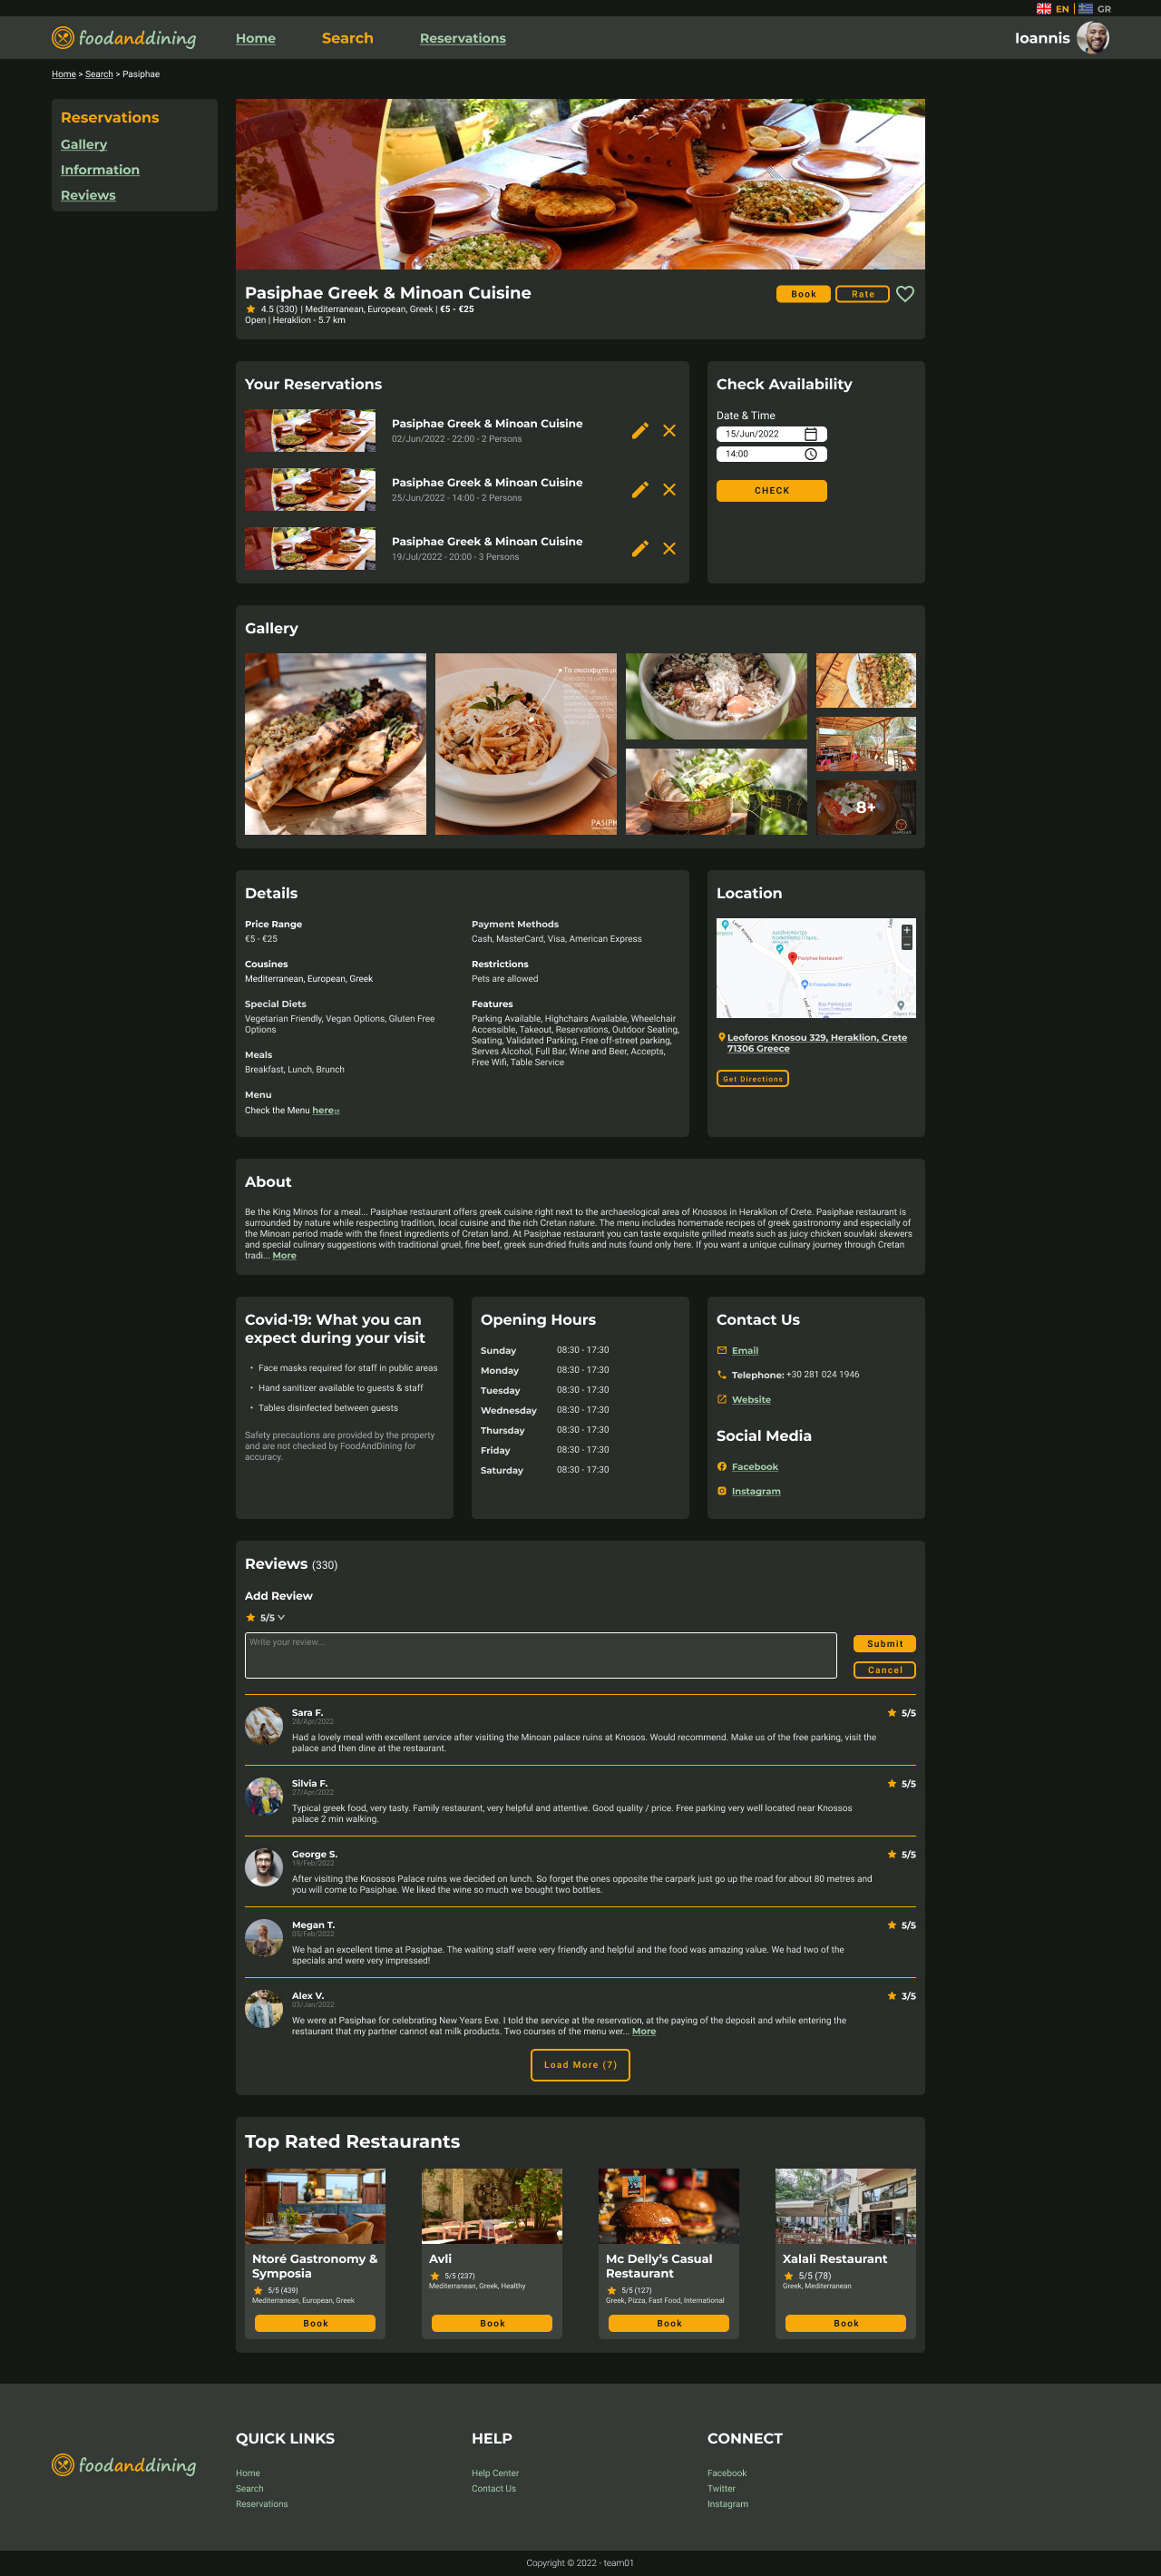 EN | GR
foodanddining
Home
Search
Reservations
Ioannis
Home > Search > Pasiphae
Reservations
Gallery
Information
Reviews
Pasiphae Greek & Minoan Cuisine
4.5 (330) | Mediterranean, European, Greek | €5 - €25
Open | Heraklion - 5.7 km
Book
Rate
Your Reservations
Pasiphae Greek & Minoan Cuisine
02/Jun/2022 - 22:00 - 2 Persons
Pasiphae Greek & Minoan Cuisine
25/Jun/2022 - 14:00 - 2 Persons
Pasiphae Greek & Minoan Cuisine
19/Jul/2022 - 20:00 - 3 Persons
Check Availability
Date & Time
15/Jun/2022
14:00
CHECK
Gallery
Τα σκιουφιχτά μ
PASIP
8+
Details
Price Range
€5 - €25
Cousines
Mediterranean, European, Greek
Special Diets
Vegetarian Friendly, Vegan Options, Gluten Free
Options
Meals
Breakfast, Lunch, Brunch
Menu
Check the Menu here
Payment Methods
Cash, MasterCard, Visa, American Express
Restrictions
Pets are allowed
Features
Parking Available, Highchairs Available, Wheelchair
Accessible, Takeout, Reservations, Outdoor Seating,
Seating, Validated Parking, Free off-street parking,
Serves Alcohol, Full Bar, Wine and Beer, Accepts,
Free Wifi, Table Service
Location
Pasiphae Restaurant
Leoforos Knosou 329, Heraklion, Crete
71306 Greece
Get Directions
About
Be the King Minos for a meal... Pasiphae restaurant offers greek cuisine right next to the archaeological area of Knossos in Heraklion of Crete. Pasiphae restaurant is
surrounded by nature while respecting tradition, local cuisine and the rich Cretan nature. The menu includes homemade recipes of greek gastronomy and especially of
the Minoan period made with the finest ingredients of Cretan land. At Pasiphae restaurant you can taste exquisite grilled meats such as juicy chicken souvlaki skewers
and special culinary suggestions with traditional gruel, fine beef, greek sun-dried fruits and nuts found only here. If you want a unique culinary journey through Cretan
tradi... More
Covid-19: What you can
expect during your visit
• Face masks required for staff in public areas
• Hand sanitizer available to guests & staff
• Tables disinfected between guests
Safety precautions are provided by the property
and are not checked by FoodAndDining for
accuracy.
Opening Hours
Sunday 08:30 - 17:30
Monday 08:30 - 17:30
Tuesday 08:30 - 17:30
Wednesday 08:30 - 17:30
Thursday 08:30 - 17:30
Friday 08:30 - 17:30
Saturday 08:30 - 17:30
Contact Us
Email
Telephone: +30 281 024 1946
Website
Social Media
Facebook
Instagram
Reviews (330)
Add Review
5/5
Write your review...
Submit
Cancel
Sara F.
5/5
28/Apr/2022
Had a lovely meal with excellent service after visiting the Minoan palace ruins at Knosos. Would recommend. Make us of the free parking, visit the
palace and then dine at the restaurant.
Silvia F.
5/5
27/Apr/2022
Typical greek food, very tasty. Family restaurant, very helpful and attentive. Good quality / price. Free parking very well located near Knossos
palace 2 min walking.
George S.
5/5
19/Feb/2022
After visiting the Knossos Palace ruins we decided on lunch. So forget the ones opposite the carpark just go up the road for about 80 metres and
you will come to Pasiphae. We liked the wine so much we bought two bottles.
Megan T.
5/5
05/Feb/2022
We had an excellent time at Pasiphae. The waiting staff were very friendly and helpful and the food was amazing value. We had two of the
specials and were very impressed!
Alex V.
3/5
03/Jan/2022
We were at Pasiphae for celebrating New Years Eve. I told the service at the reservation, at the paying of the deposit and while entering the
restaurant that my partner cannot eat milk products. Two courses of the menu wer... More
Load More (7)
Top Rated Restaurants
Ntoré Gastronomy &
Symposia
5/5 (439)
Mediterranean, European, Greek
Book
Avli
5/5 (237)
Mediterranean, Greek, Healthy
Book
Mc Delly's Casual
Restaurant
5/5 (127)
Greek, Pizza, Fast Food, International
Book
Xalali Restaurant
5/5 (78)
Greek, Mediterranean
Book
foodanddining
QUICK LINKS
Home
Search
Reservations
HELP
Help Center
Contact Us
CONNECT
Facebook
Twitter
Instagram
Copyright © 2022 - team01